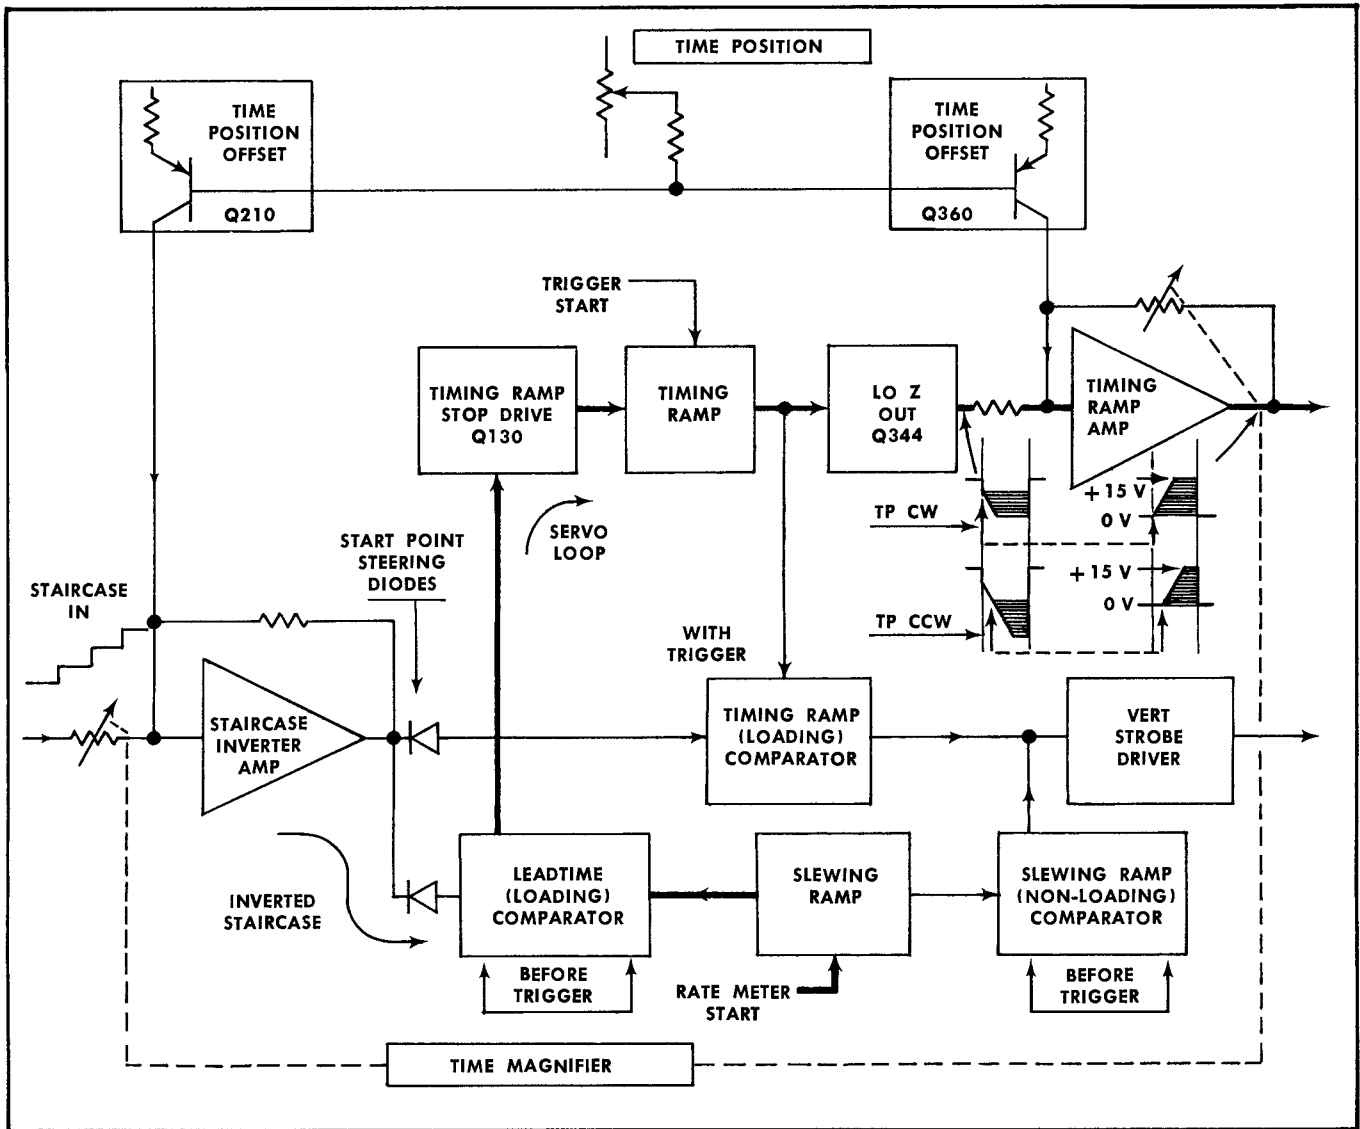 TIME POSITION
TIME
POSITION
OFFSET
Q210
TIME
POSITION
OFFSET
Q360
TRIGGER
START
TIMING RAMP
STOP DRIVE
Q130
TIMING
RAMP
LO Z
OUT
Q344
TIMING
RAMP
AMP
+15 V
0 V
TP CW
+15 V
0 V
TP CCW
SERVO
LOOP
START POINT
STEERING
DIODES
STAIRCASE
IN
WITH
TRIGGER
STAIRCASE
INVERTER
AMP
TIMING RAMP
(LOADING)
COMPARATOR
VERT
STROBE
DRIVER
INVERTED
STAIRCASE
LEADTIME
(LOADING)
COMPARATOR
SLEWING
RAMP
SLEWING RAMP
(NON-LOADING)
COMPARATOR
BEFORE
TRIGGER
RATE METER
START
BEFORE
TRIGGER
TIME MAGNIFIER